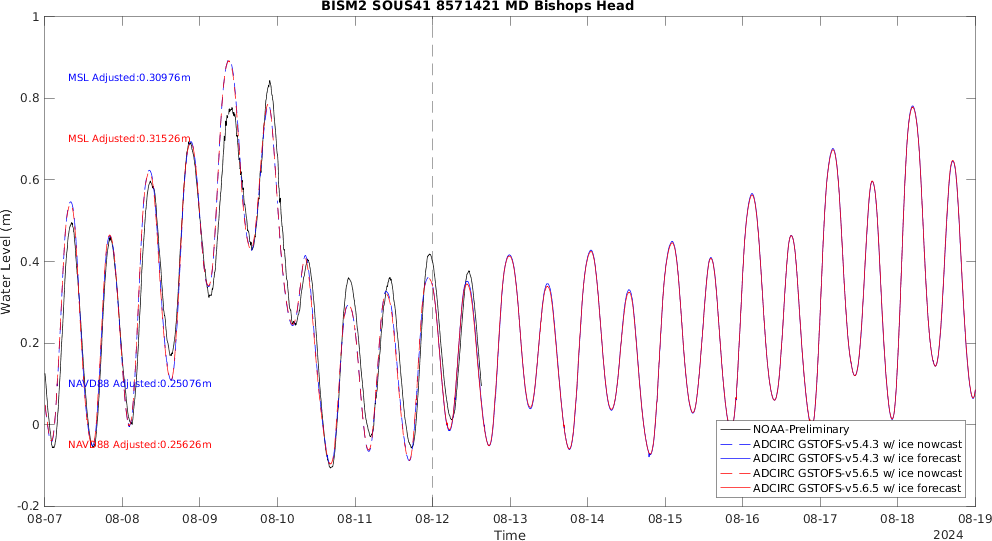 BISM2 SOUS41 8571421 MD Bishops Head
1
0.8
0.6
0.4
0.2
0
-0.2
Water Level (m)
MSL Adjusted:0.30976m
MSL Adjusted:0.31526m
NAVD88 Adjusted:0.25076m
NAVD88 Adjusted:0.25626m
NOAA-Preliminary
ADCIRC GSTOFS-v5.4.3 w/ ice nowcast
ADCIRC GSTOFS-v5.4.3 w/ ice forecast
ADCIRC GSTOFS-v5.6.5 w/ ice nowcast
ADCIRC GSTOFS-v5.6.5 w/ ice forecast
08-07 08-08 08-09 08-10 08-11 08-12 08-13 08-14 08-15 08-16 08-17 08-18 08-19
Time
2024